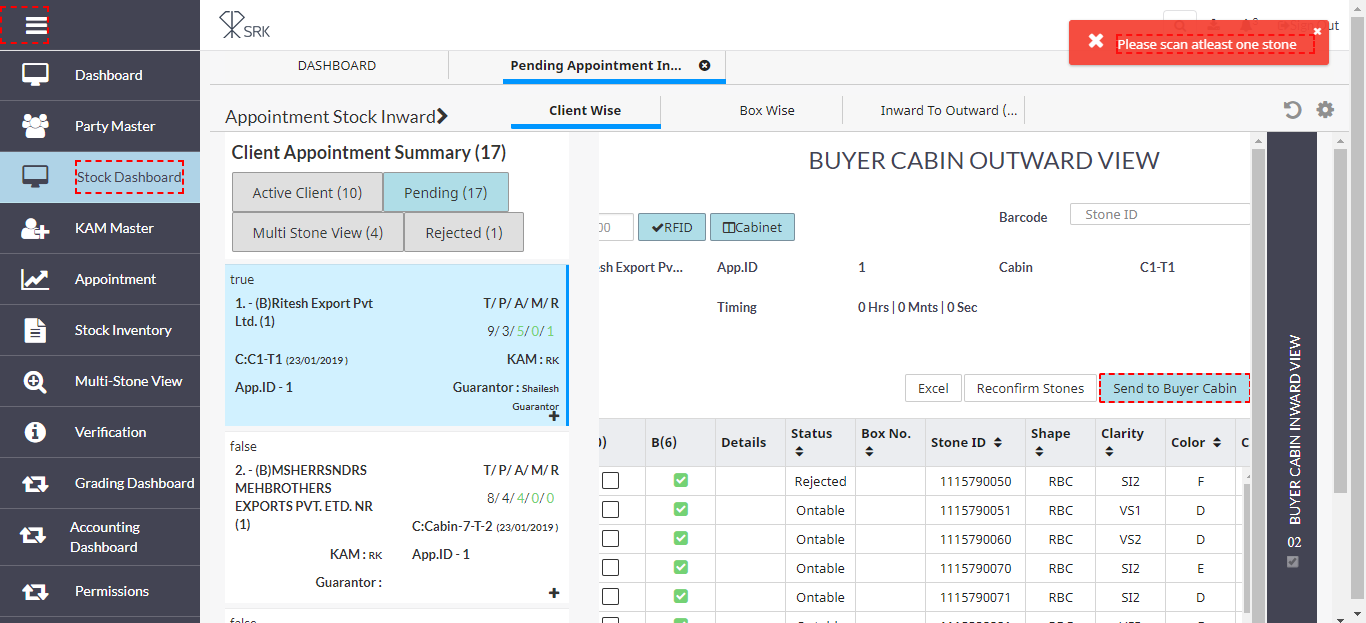 SRK
ut
Please scan atleast one stone
Dashboard
Party Master
Stock Dashboard
KAM Master
Appointment
Stock Inventory
Multi-Stone View
Verification
Grading Dashboard
Accounting
Dashboard
Permissions
DASHBOARD
Pending Appointment In...
Appointment Stock Inward
Client Wise
Box Wise
Inward To Outward (...
Client Appointment Summary (17)
Active Client (10)
Pending (17)
Multi Stone View (4)
Rejected (1)
true
1. - (B)Ritesh Export Pvt
Ltd. (1)
T/ P/ A/ M/ R
9/ 3/ 5/ 0/ 1
C:C1-T1 (23/01/2019 )
KAM : RK
App.ID - 1
Guarantor : Shailesh
Guarantor
false
2. - (B)MSHERRSNDRS
MEHBROTHERS
EXPORTS PVT. ETD. NR
(1)
T/ P/ A/ M/ R
8/ 4/ 4/ 0/ 0
C:Cabin-7-T-2 (23/01/2019 )
KAM : RK
App.ID - 1
Guarantor :
false
BUYER CABIN OUTWARD VIEW
Barcode
Stone ID
00
RFID
Cabinet
sh Export Pv...
App.ID
1
Cabin
C1-T1
Timing
0 Hrs | 0 Mnts | 0 Sec
Excel
Reconfirm Stones
Send to Buyer Cabin
0)
B(6)
Details
Status
Box No.
Stone ID
Shape
Clarity
Color
C
Rejected 1115790050 RBC SI2 F
Ontable 1115790051 RBC VS1 D
Ontable 1115790060 RBC VS2 D
Ontable 1115790070 RBC SI2 E
Ontable 1115790071 RBC SI2 D
BUYER CABIN INWARD VIEW
02